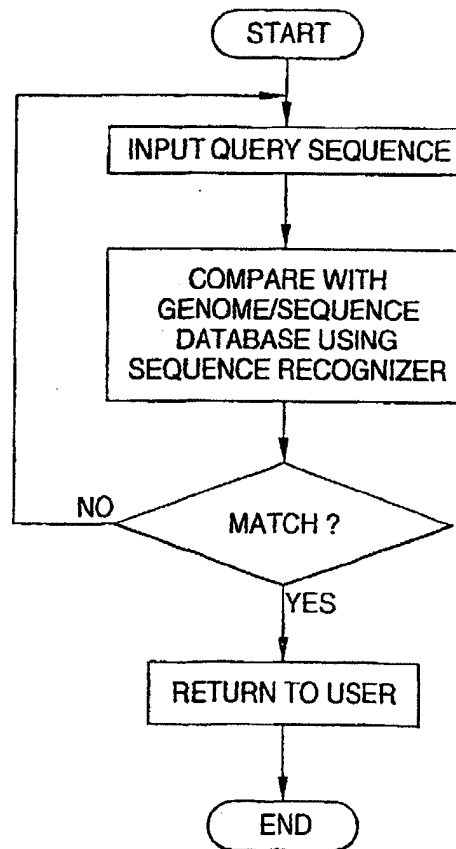 START
INPUT QUERY SEQUENCE
COMPARE WITH
GENOME/SEQUENCE
DATABASE USING
SEQUENCE RECOGNIZER
NO
MATCH ?
YES
RETURN TO USER
END